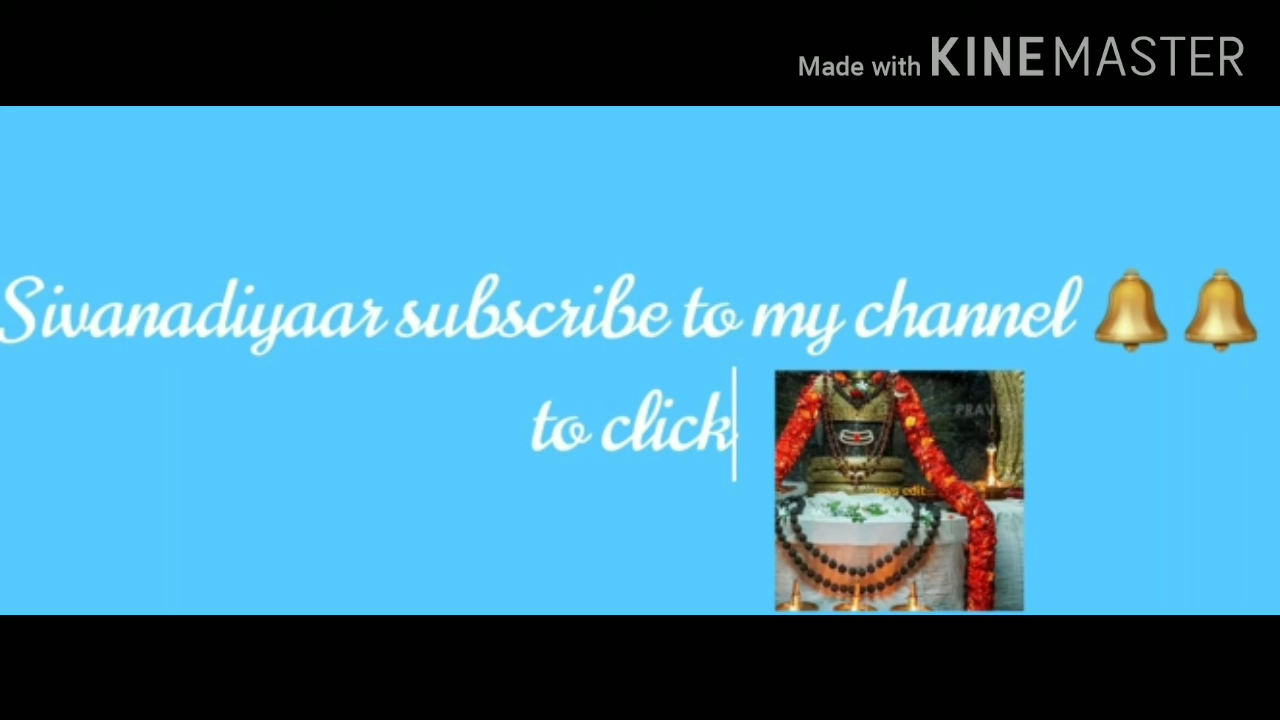 Made with KINEMASTER
Sivanadiyaar subscribe to my channel 🔔 🔔
to click